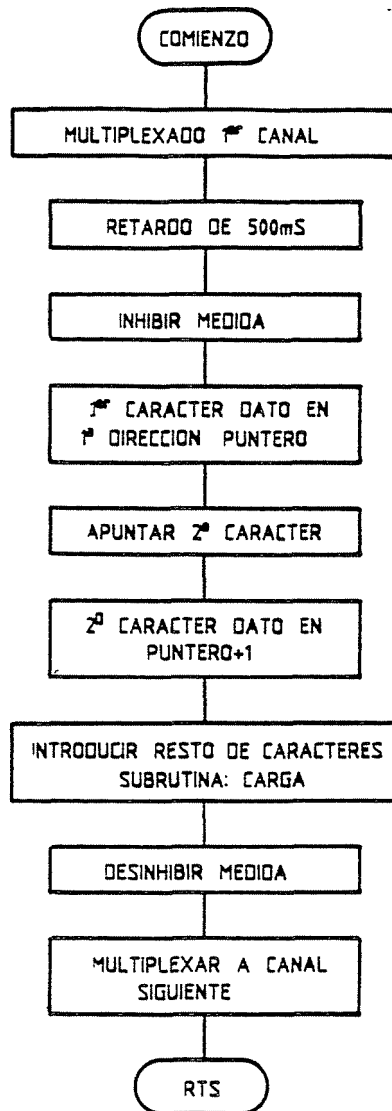 COMIENZO
MULTIPLEXADO 1er CANAL
RETARDO DE 500mS
INHIBIR MEDIDA
1er CARACTER DATO EN
1a DIRECCION PUNTERO
APUNTAR 2o CARACTER
2o CARACTER DATO EN
PUNTERO+1
INTRODUCIR RESTO DE CARACTERES
SUBRUTINA: CARGA
DESINHIBIR MEDIDA
MULTIPLEXAR A CANAL
SIGUIENTE
RTS